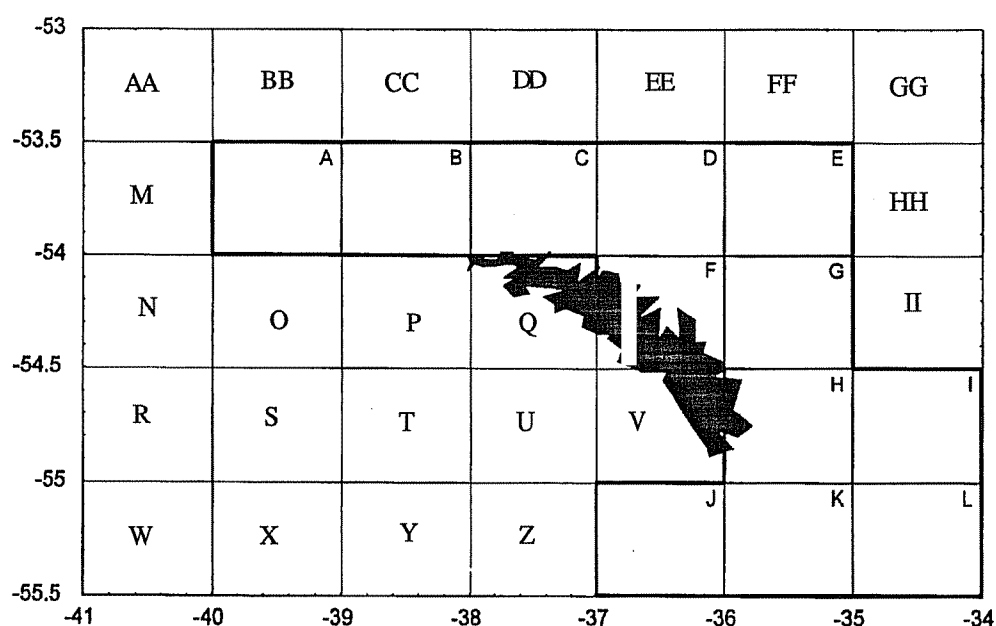 -53
AA BB CC DD EE FF GG
-53.5
A B C D E
M HH
-54
F G
N O P Q II
-54.5
H I
R S T U V
-55
J K L
W X Y Z
-55.5
-41 -40 -39 -38 -37 -36 -35 -34